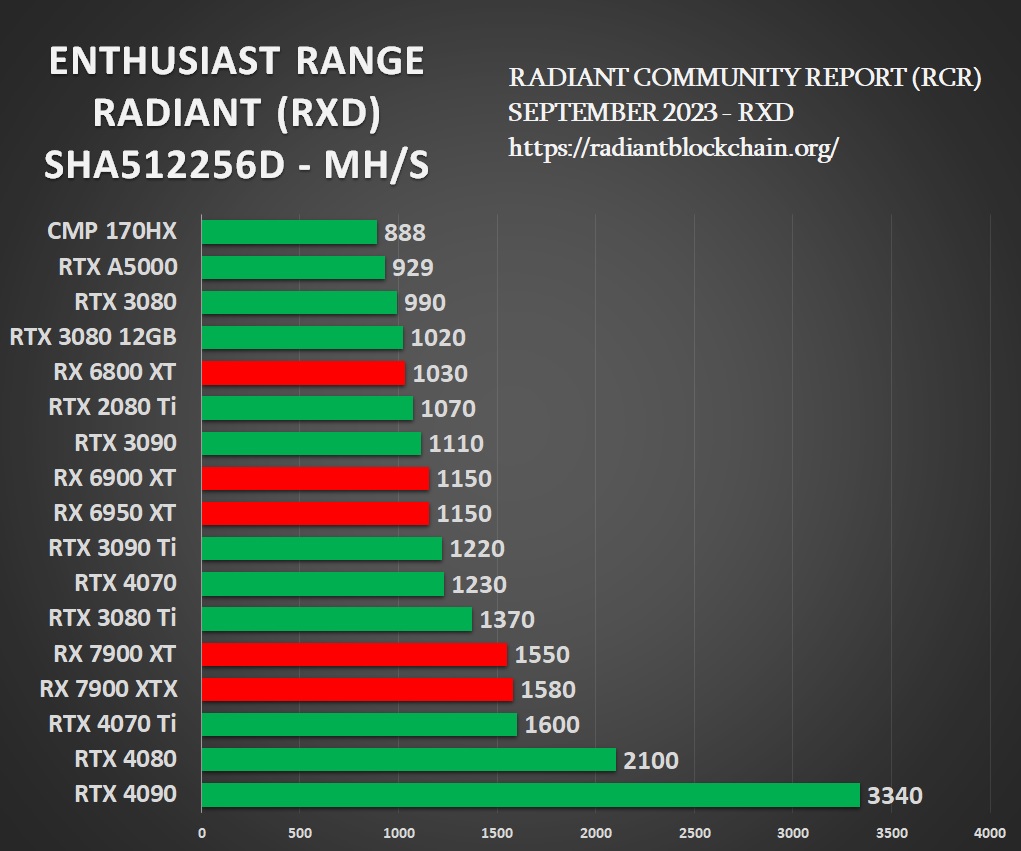 ENTHUSIAST RANGE
RADIANT (RXD)
SHA512256D - MH/S
RADIANT COMMUNITY REPORT (RCR)
SEPTEMBER 2023 - RXD
https://radiantblockchain.org/
CMP 170HX 888
RTX A5000 929
RTX 3080 990
RTX 3080 12GB 1020
RX 6800 XT 1030
RTX 2080 Ti 1070
RTX 3090 1110
RX 6900 XT 1150
RX 6950 XT 1150
RTX 3090 Ti 1220
RTX 4070 1230
RTX 3080 Ti 1370
RX 7900 XT 1550
RX 7900 XTX 1580
RTX 4070 Ti 1600
RTX 4080 2100
RTX 4090 3340
0 500 1000 1500 2000 2500 3000 3500 4000